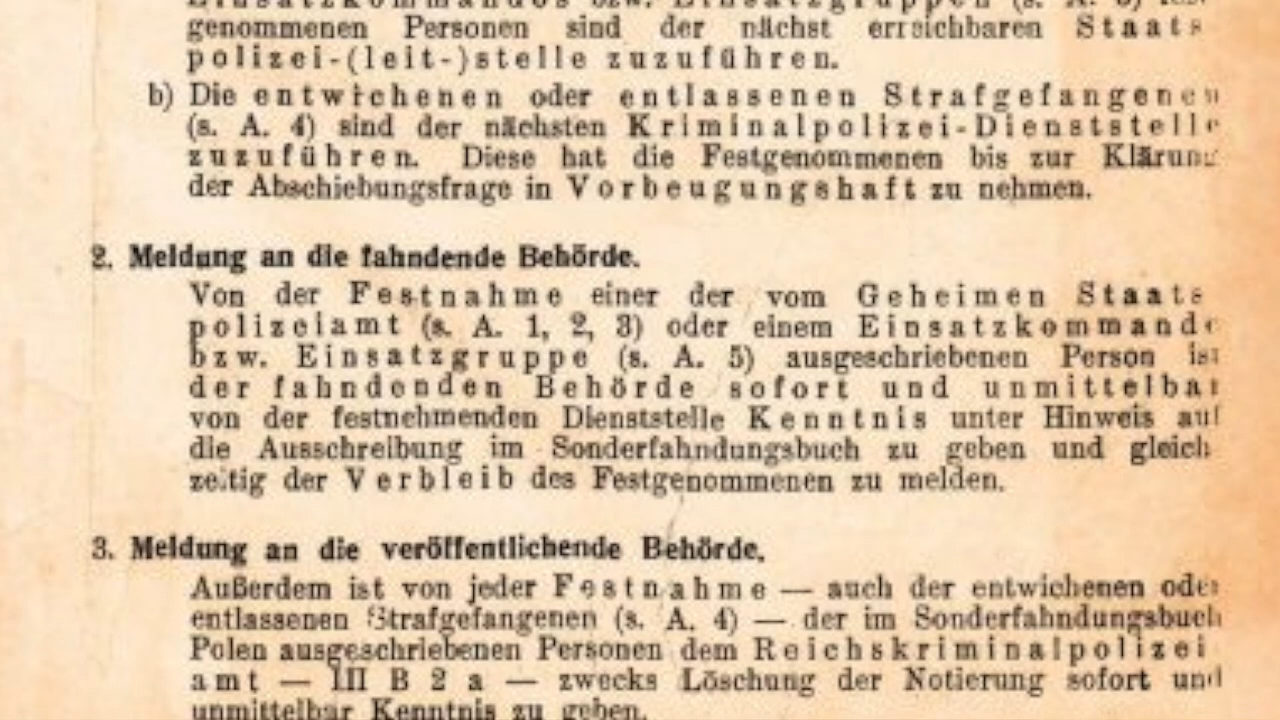 Einsatzkommandos bzw. Einsatzgruppen (s. A. 5)
genommenen Personen sind der nächst erreichbaren Staats
polizei-(leit-)stelle zuzuführen.
b) Die entwichenen oder entlassenen Strafgefangenen
(s. A. 4) sind der nächsten Kriminalpolizei-Dienststelle
zuzuführen. Diese hat die Festgenommenen bis zur Klärung
der Abschiebungsfrage in Vorbeugungshaft zu nehmen.
2. Meldung an die fahndende Behörde.
Von der Festnahme einer der vom Geheimen Staats
polizeiamt (s. A. 1, 2, 3) oder einem Einsatzkommando
bzw. Einsatzgruppe (s. A. 5) ausgeschriebenen Person ist
der fahndenden Behörde sofort und unmittelbar
von der festnehmenden Dienststelle Kenntnis unter Hinweis auf
die Ausschreibung im Sonderfahndungsbuch zu geben und gleich
zeitig der Verbleib des Festgenommenen zu melden.
3. Meldung an die veröffentlichende Behörde.
Außerdem ist von jeder Festnahme — auch der entwichenen oder
entlassenen Strafgefangenen (s. A. 4) — der im Sonderfahndungsbuch
Polen ausgeschriebenen Personen dem Reichskriminalpolizei
amt — III B 2 a — zwecks Löschung der Notierung sofort und
unmittelbar Kenntnis zu geben.